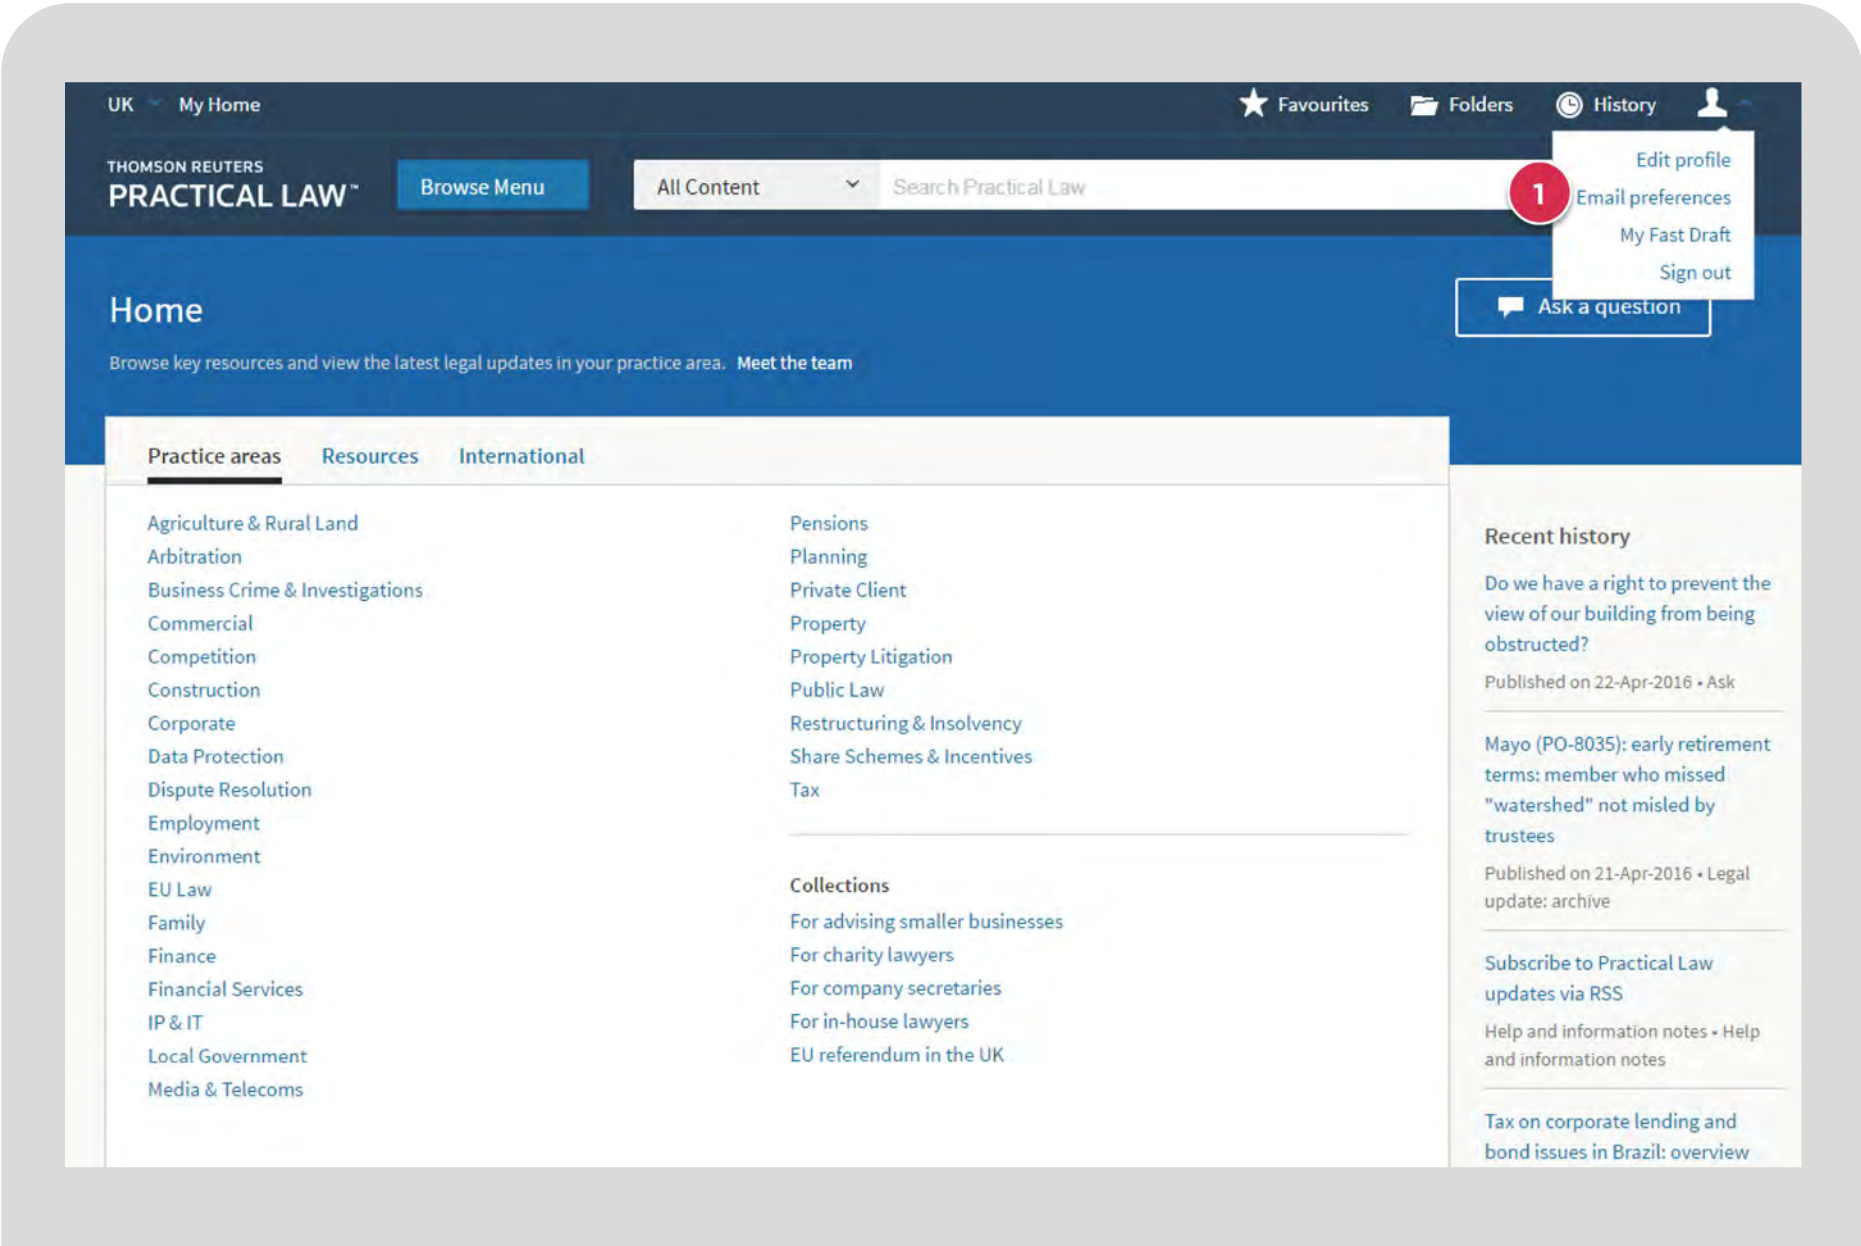 UK My Home Favourites Folders History
THOMSON REUTERS
PRACTICAL LAW™
Browse Menu
All Content
Search Practical Law
Edit profile
1
Email preferences
My Fast Draft
Sign out
Home
Ask a question
Browse key resources and view the latest legal updates in your practice area. Meet the team
Practice areas Resources International
Agriculture & Rural Land
Arbitration
Business Crime & Investigations
Commercial
Competition
Construction
Corporate
Data Protection
Dispute Resolution
Employment
Environment
EU Law
Family
Finance
Financial Services
IP & IT
Local Government
Media & Telecoms
Pensions
Planning
Private Client
Property
Property Litigation
Public Law
Restructuring & Insolvency
Share Schemes & Incentives
Tax
Collections
For advising smaller businesses
For charity lawyers
For company secretaries
For in-house lawyers
EU referendum in the UK
Recent history
Do we have a right to prevent the
view of our building from being
obstructed?
Published on 22-Apr-2016 • Ask
Mayo (PO-8035): early retirement
terms: member who missed
"watershed" not misled by
trustees
Published on 21-Apr-2016 • Legal
update: archive
Subscribe to Practical Law
updates via RSS
Help and information notes • Help
and information notes
Tax on corporate lending and
bond issues in Brazil: overview